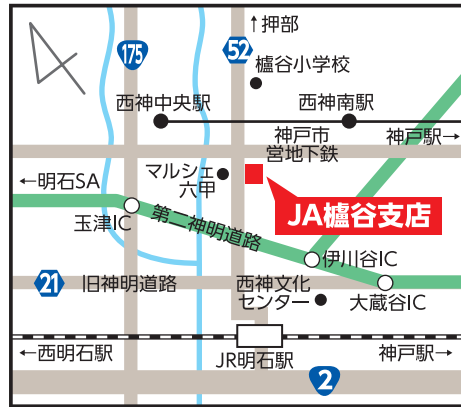 ↑押部
175
52
櫨谷小学校
西神中央駅
西神南駅
神戸市
営地下鉄
神戸駅→
マルシェ
六甲
←明石SA
JA櫨谷支店
玉津IC
第二神明道路
伊川谷IC
21
旧神明道路
西神文化
センター
大蔵谷IC
←西明石駅
JR明石駅
神戸駅→
2